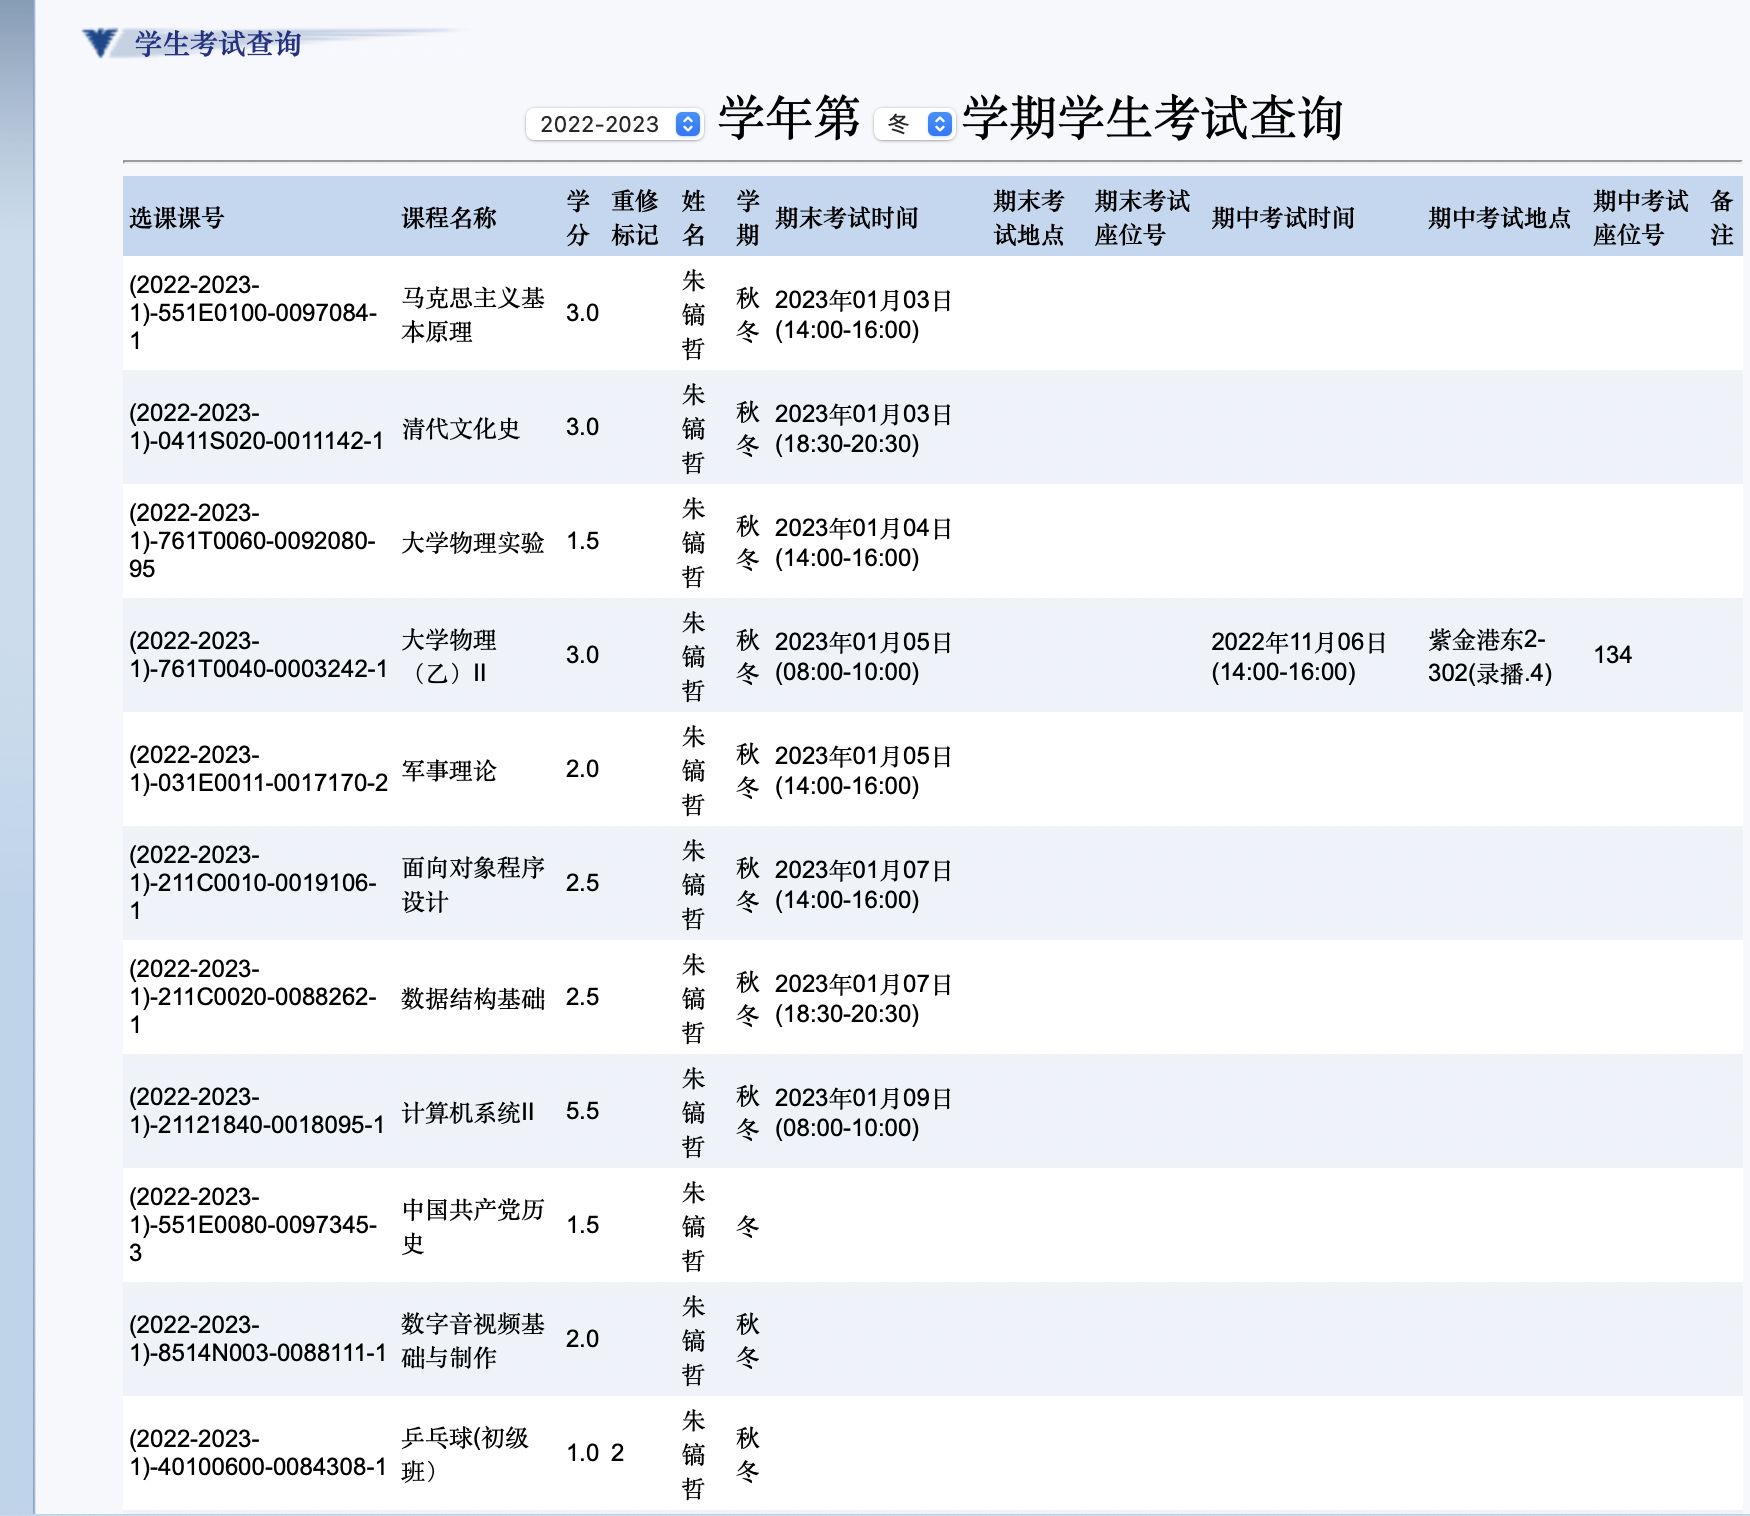 学生考试查询
2022-2023 学年第 冬 学期学生考试查询
选课课号 课程名称 学分 重修标记 姓名 学期 期末考试时间 期末考试地点 期末考试座位号 期中考试时间 期中考试地点 期中考试座位号 备注
(2022-2023-1)-551E0100-0097084-1 马克思主义基本原理 3.0 朱镐哲 秋冬 2023年01月03日(14:00-16:00)
(2022-2023-1)-0411S020-0011142-1 清代文化史 3.0 朱镐哲 秋冬 2023年01月03日(18:30-20:30)
(2022-2023-1)-761T0060-0092080-95 大学物理实验 1.5 朱镐哲 秋冬 2023年01月04日(14:00-16:00)
(2022-2023-1)-761T0040-0003242-1 大学物理（乙）II 3.0 朱镐哲 秋冬 2023年01月05日(08:00-10:00) 2022年11月06日(14:00-16:00) 紫金港东2-302(录播.4) 134
(2022-2023-1)-031E0011-0017170-2 军事理论 2.0 朱镐哲 秋冬 2023年01月05日(14:00-16:00)
(2022-2023-1)-211C0010-0019106-1 面向对象程序设计 2.5 朱镐哲 秋冬 2023年01月07日(14:00-16:00)
(2022-2023-1)-211C0020-0088262-1 数据结构基础 2.5 朱镐哲 秋冬 2023年01月07日(18:30-20:30)
(2022-2023-1)-21121840-0018095-1 计算机系统II 5.5 朱镐哲 秋冬 2023年01月09日(08:00-10:00)
(2022-2023-1)-551E0080-0097345-3 中国共产党历史 1.5 朱镐哲 冬
(2022-2023-1)-8514N003-0088111-1 数字音视频基础与制作 2.0 朱镐哲 秋冬
(2022-2023-1)-40100600-0084308-1 乒乓球(初级班） 1.0 2 朱镐哲 秋冬